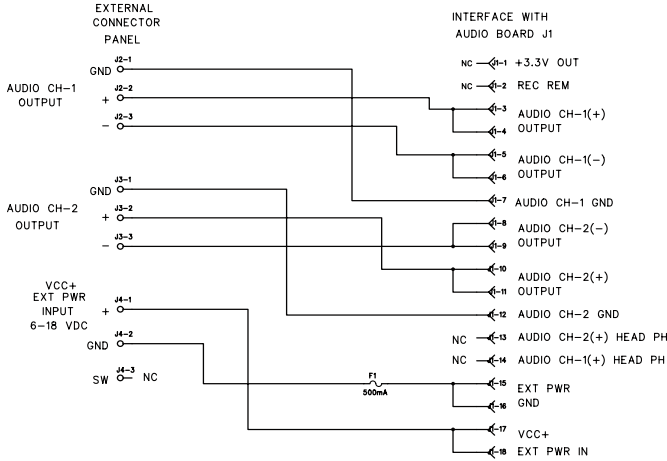 EXTERNAL
CONNECTOR
PANEL
INTERFACE WITH
AUDIO BOARD J1
AUDIO CH-1
OUTPUT
GND J2-1
+ J2-2
- J2-3
AUDIO CH-2
OUTPUT
GND J3-1
+ J3-2
- J3-3
VCC+
EXT PWR
INPUT
6-18 VDC
+ J4-1
GND J4-2
SW J4-3 NC
F1
500mA
NC J1-1 +3.3V OUT
NC J1-2 REC REM
J1-3 AUDIO CH-1(+)
J1-4 OUTPUT
J1-5 AUDIO CH-1(-)
J1-6 OUTPUT
J1-7 AUDIO CH-1 GND
J1-8 AUDIO CH-2(-)
J1-9 OUTPUT
J1-10 AUDIO CH-2(+)
J1-11 OUTPUT
J1-12 AUDIO CH-2 GND
NC J1-13 AUDIO CH-2(+) HEAD PH
NC J1-14 AUDIO CH-1(+) HEAD PH
J1-15 EXT PWR
J1-16 GND
J1-17 VCC+
J1-18 EXT PWR IN